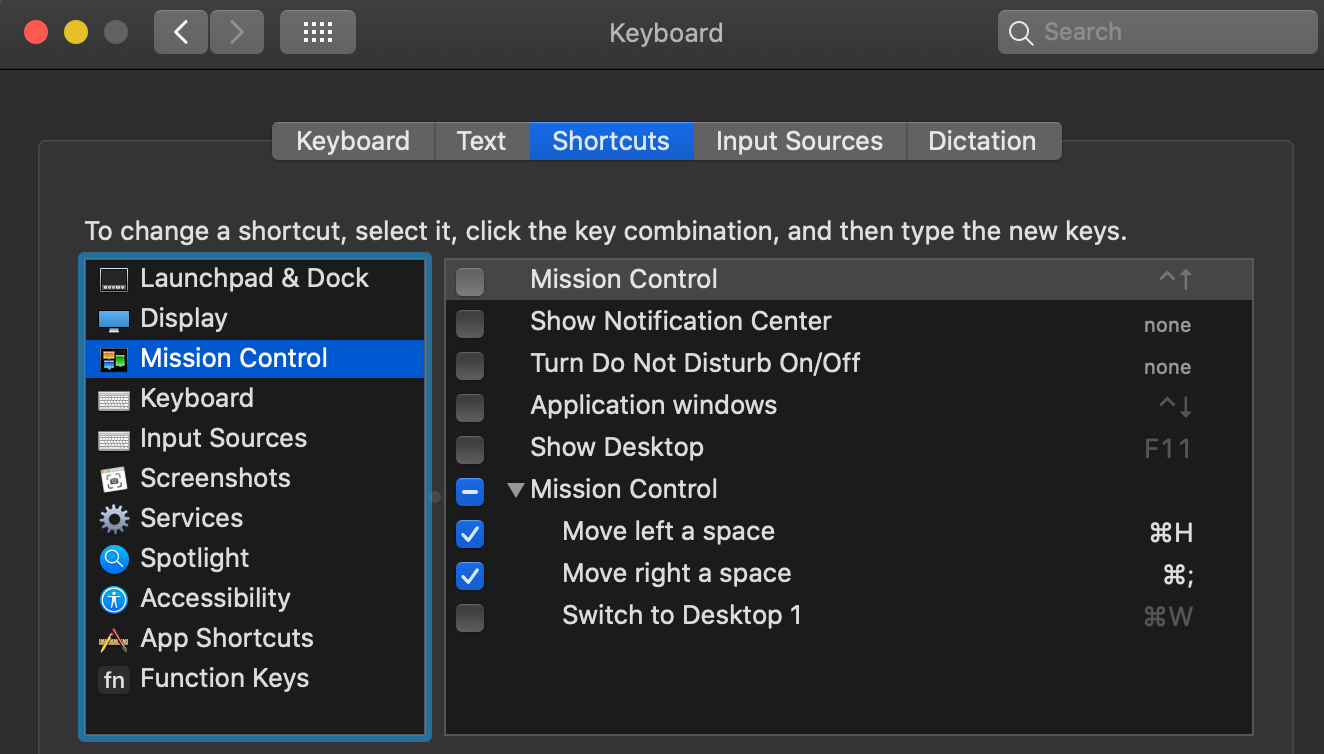 Keyboard
Search
Keyboard Text Shortcuts Input Sources Dictation
To change a shortcut, select it, click the key combination, and then type the new keys.
Launchpad & Dock
Display
Mission Control
Keyboard
Input Sources
Screenshots
Services
Spotlight
Accessibility
App Shortcuts
fn Function Keys
Mission Control ^↑
Show Notification Center none
Turn Do Not Disturb On/Off none
Application windows ^↓
Show Desktop F11
Mission Control
Move left a space ⌘H
Move right a space ⌘;
Switch to Desktop 1 ⌘W